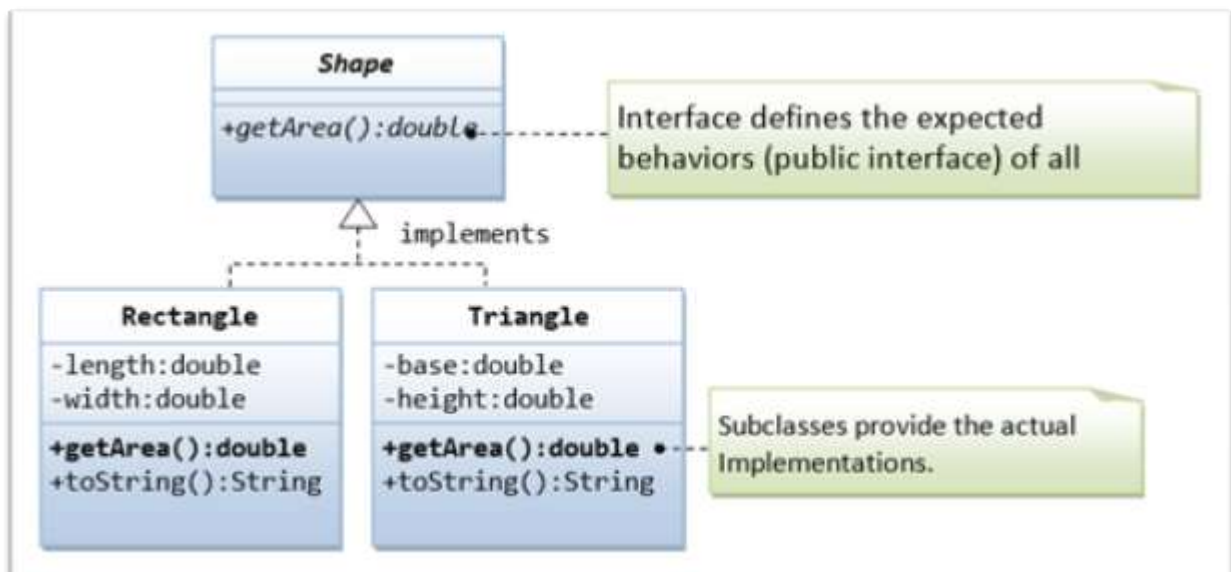 Shape
+getArea():double
Interface defines the expected
behaviors (public interface) of all
implements
Rectangle
-length:double
-width:double
+getArea():double
+toString():String
Triangle
-base:double
-height:double
+getArea():double
+toString():String
Subclasses provide the actual
Implementations.